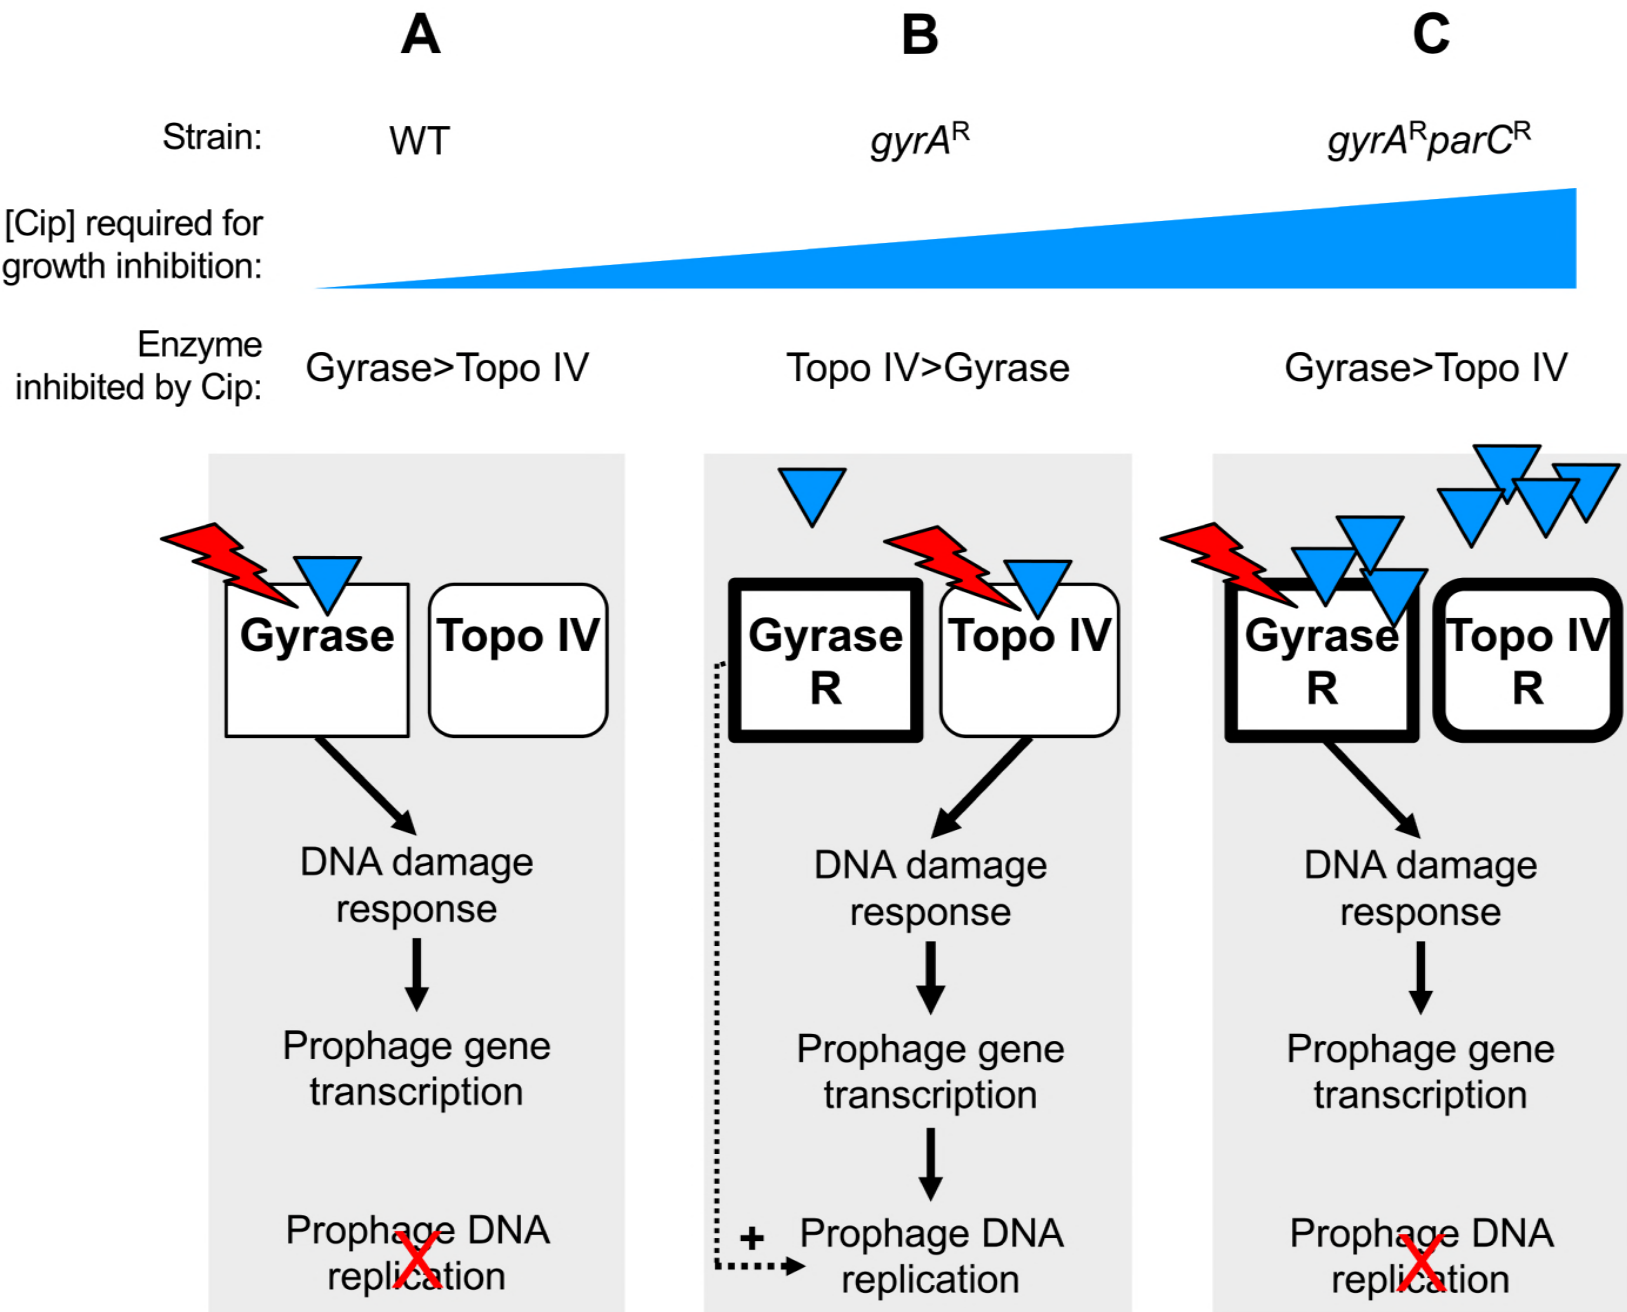 A B C
Strain: WT gyrAᴿ gyrAᴿparCᴿ
[Cip] required for
growth inhibition:
Enzyme
inhibited by Cip: Gyrase>Topo IV Topo IV>Gyrase Gyrase>Topo IV
Gyrase Topo IV
DNA damage
response
Prophage gene
transcription
Prophage DNA
replication
X
Gyrase
R
Topo IV
DNA damage
response
Prophage gene
transcription
+
Prophage DNA
replication
Gyrase
R
Topo IV
R
DNA damage
response
Prophage gene
transcription
Prophage DNA
replication
X